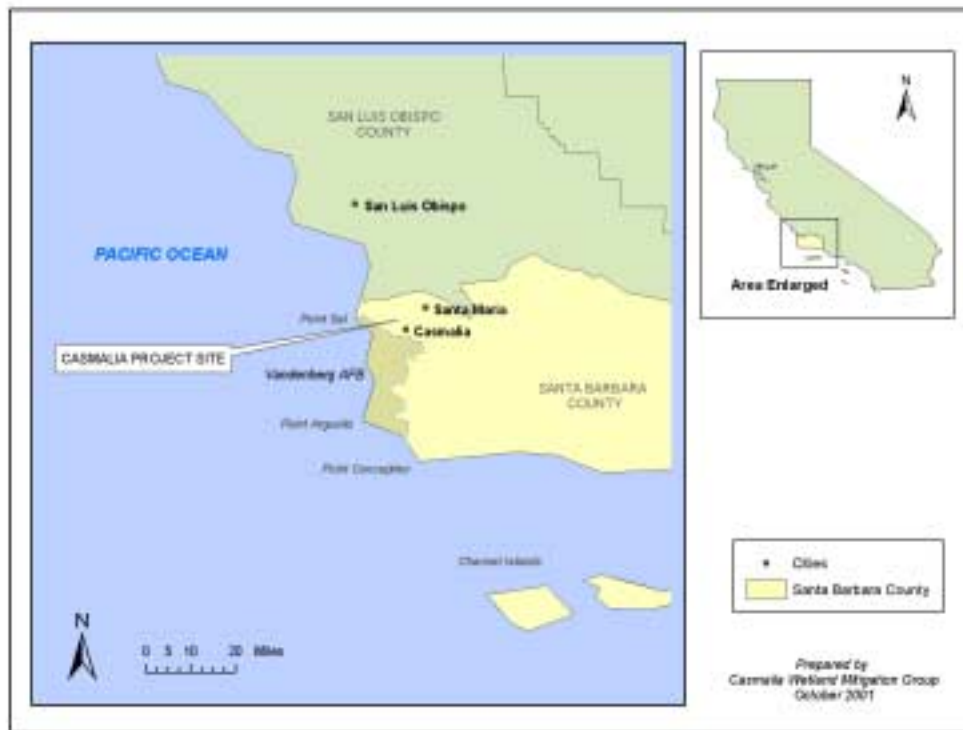 SAN LUIS OBISPO
COUNTY
San Luis Obispo
PACIFIC OCEAN
Point Sal
Santa Maria
Casmalia
CASMALIA PROJECT SITE
Vandenberg AFB
SANTA BARBARA
COUNTY
Point Arguello
Point Conception
Channel Islands
N
0 5 10 20 Miles
N
Area Enlarged
Cities
Santa Barbara County
Prepared by
Casmalia Wetland Mitigation Group
October 2001